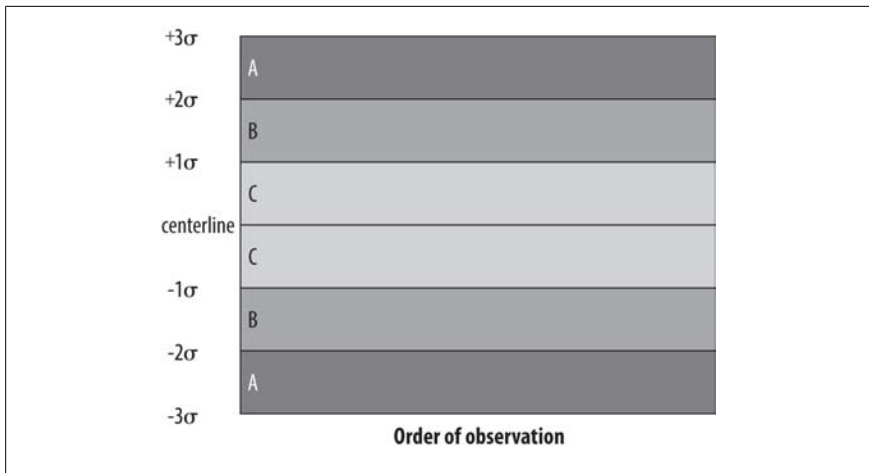 +3σ
A
+2σ
B
+1σ
C
centerline
C
-1σ
B
-2σ
A
-3σ
Order of observation